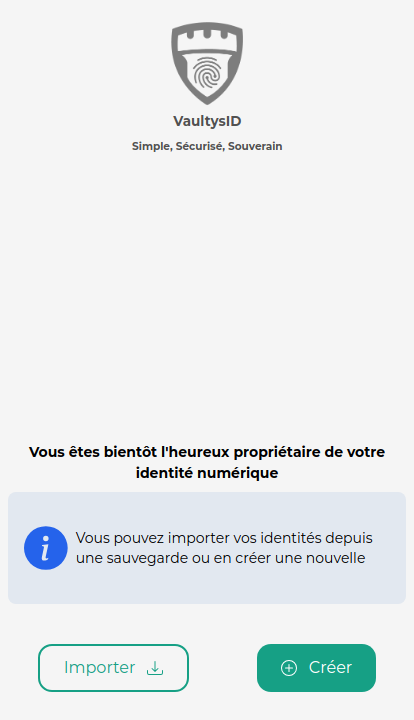 VaultysID
Simple, Sécurisé, Souverain
Vous êtes bientôt l'heureux propriétaire de votre
identité numérique
Vous pouvez importer vos identités depuis
une sauvegarde ou en créer une nouvelle
Importer
Créer